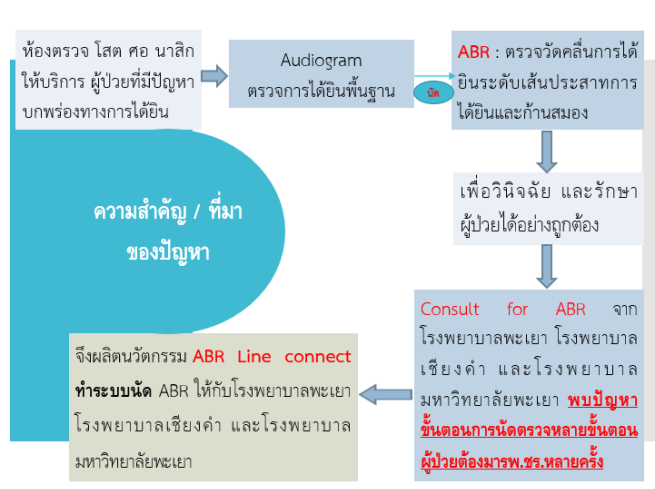 ห้องตรวจ โสต ศอ นาสิก
ให้บริการ ผู้ป่วยที่มีปัญหา
บกพร่องทางการได้ยิน
Audiogram
ตรวจการได้ยินพื้นฐาน
นัด
ABR : ตรวจวัดคลื่นการได้
ยินระดับเส้นประสาทการ
ได้ยินและก้านสมอง
เพื่อวินิจฉัย และรักษา
ผู้ป่วยได้อย่างถูกต้อง
ความสำคัญ / ที่มา
ของปัญหา
Consult for ABR จาก
โรงพยาบาลพะเยา โรงพยาบาล
เชียงคำ และโรงพยาบาล
มหาวิทยาลัยพะเยา พบปัญหา
ขั้นตอนการนัดตรวจหลายขั้นตอน
ผู้ป่วยต้องมารพ.ชร.หลายครั้ง
จึงผลิตนวัตกรรม ABR Line connect
ทำระบบนัด ABR ให้กับโรงพยาบาลพะเยา
โรงพยาบาลเชียงคำ และโรงพยาบาล
มหาวิทยาลัยพะเยา